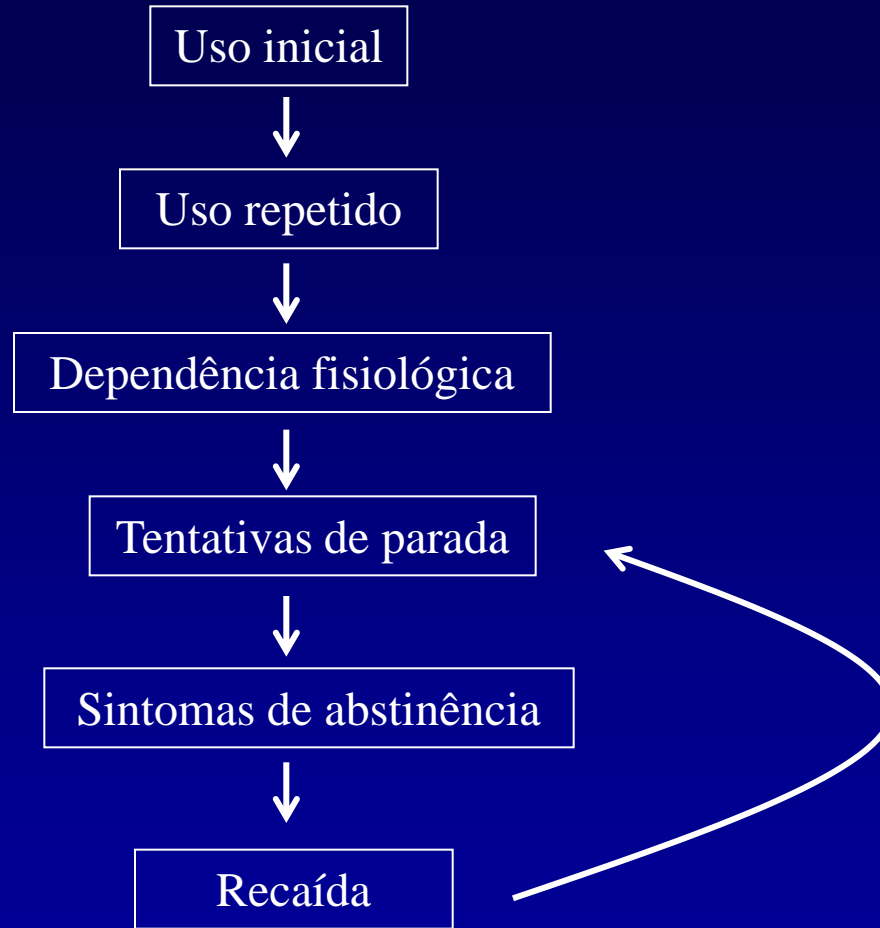 Uso inicial
Uso repetido
Dependência fisiológica
Tentativas de parada
Sintomas de abstinência
Recaída